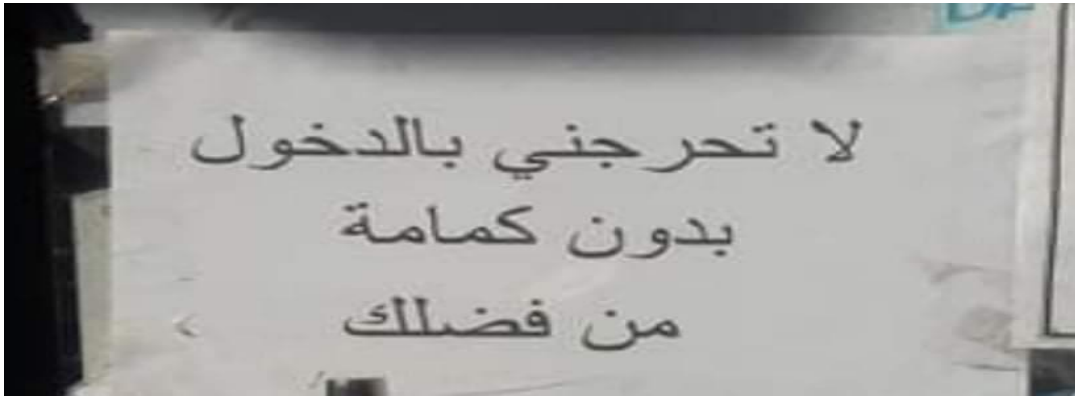 لا تحرجني بالدخول
بدون كمامة
من فضلك